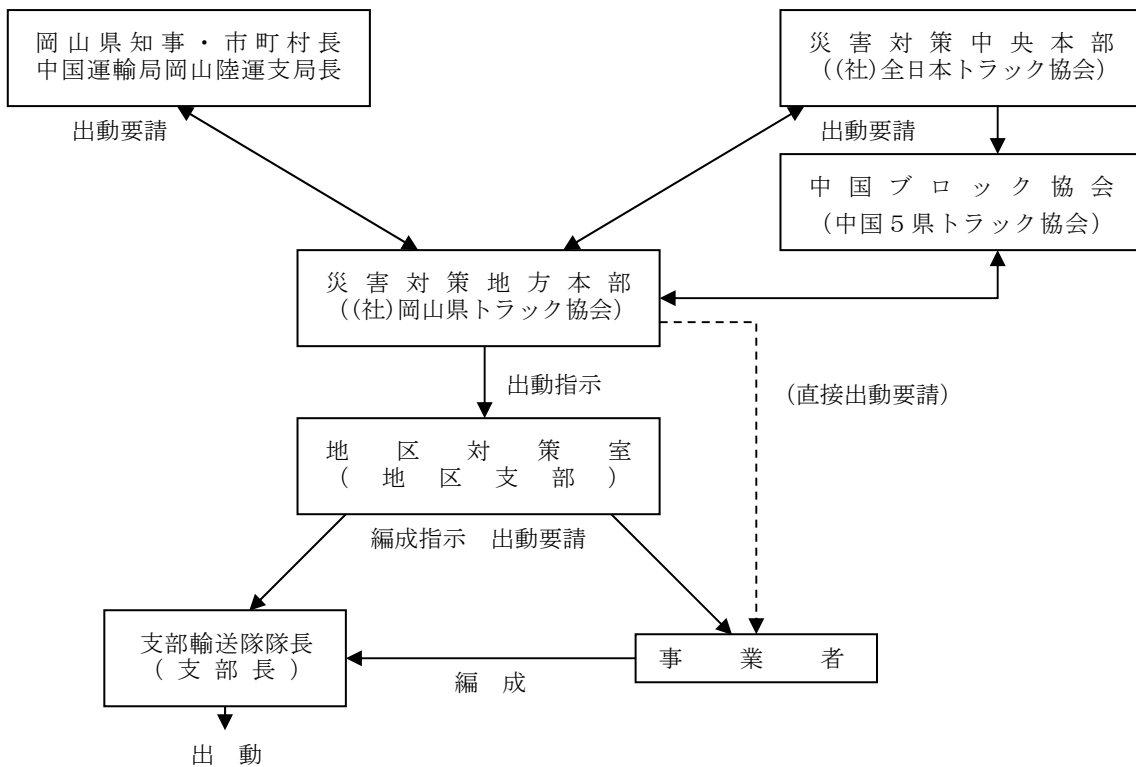 岡山県知事・市町村長
中国運輸局岡山陸運支局長
災害対策中央本部
((社)全日本トラック協会)
出動要請
出動要請
中国ブロック協会
(中国5県トラック協会)
災害対策地方本部
((社)岡山県トラック協会)
出動指示
(直接出動要請)
地区対策室
(地区支部)
編成指示 出動要請
支部輸送隊隊長
(支部長)
事業者
編成
出動